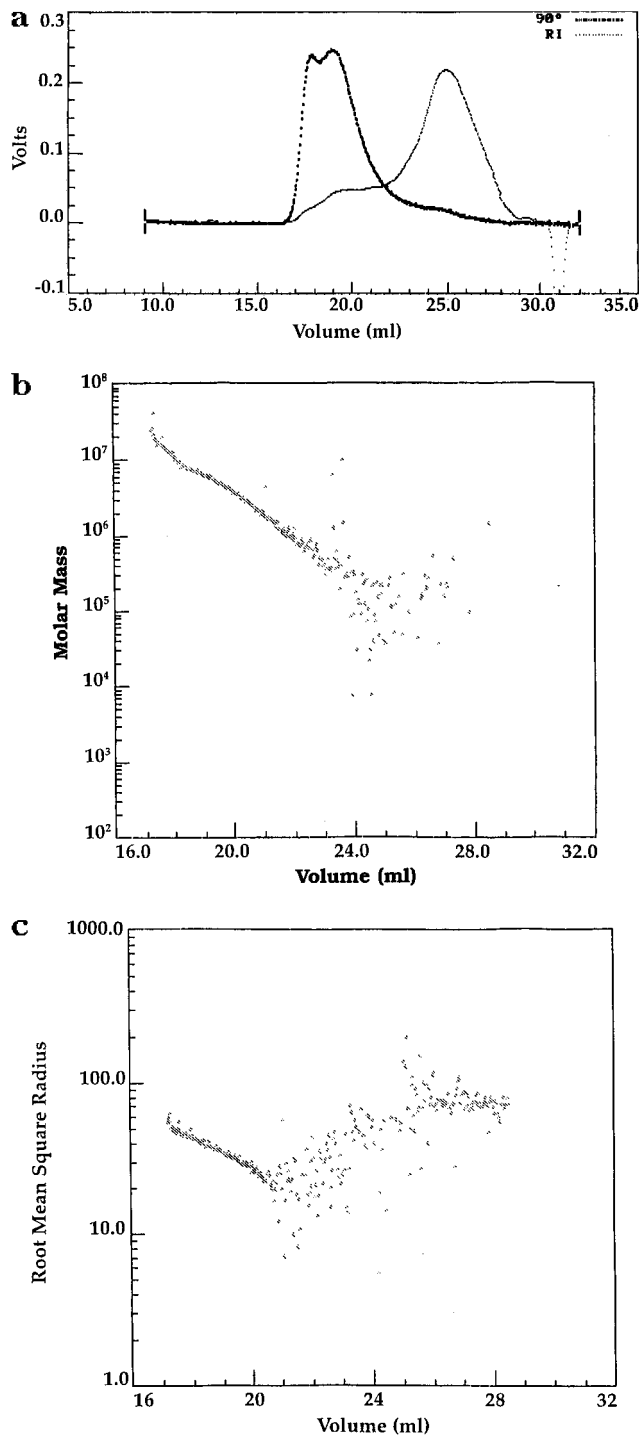 a
0.3
0.2
0.1
0.0
-0.1
Volts
90°
RI
5.0 10.0 15.0 20.0 25.0 30.0 35.0
Volume (ml)
b
10⁸
10⁷
10⁶
10⁵
10⁴
10³
10²
Molar Mass
16.0 20.0 24.0 28.0 32.0
Volume (ml)
c
1000.0
100.0
10.0
1.0
Root Mean Square Radius
16 20 24 28 32
Volume (ml)